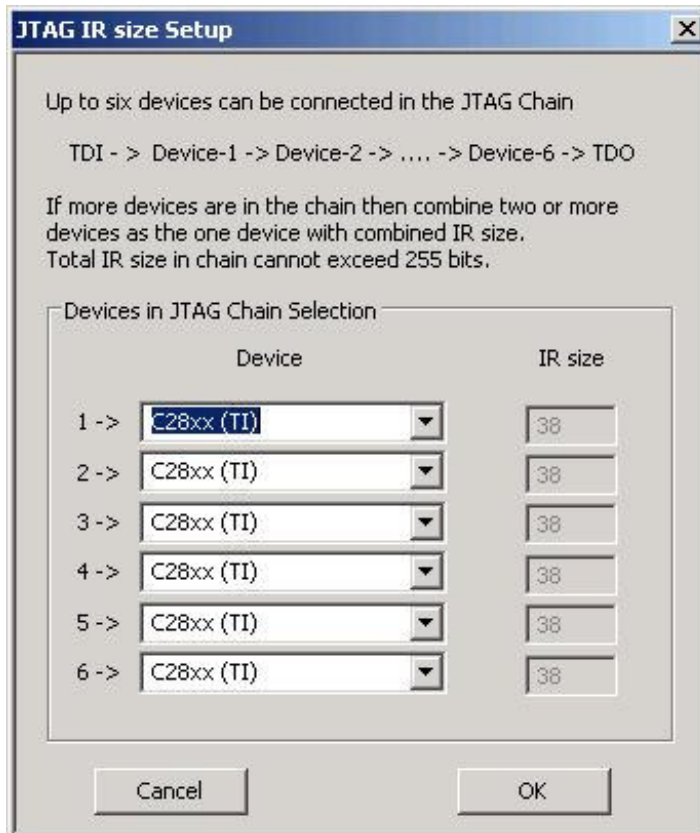 JTAG IR size Setup
Up to six devices can be connected in the JTAG Chain
TDI - > Device-1 -> Device-2 -> .... -> Device-6 -> TDO
If more devices are in the chain then combine two or more
devices as the one device with combined IR size.
Total IR size in chain cannot exceed 255 bits.
Devices in JTAG Chain Selection
Device IR size
1 -> C28xx (TI) 38
2 -> C28xx (TI) 38
3 -> C28xx (TI) 38
4 -> C28xx (TI) 38
5 -> C28xx (TI) 38
6 -> C28xx (TI) 38
Cancel OK